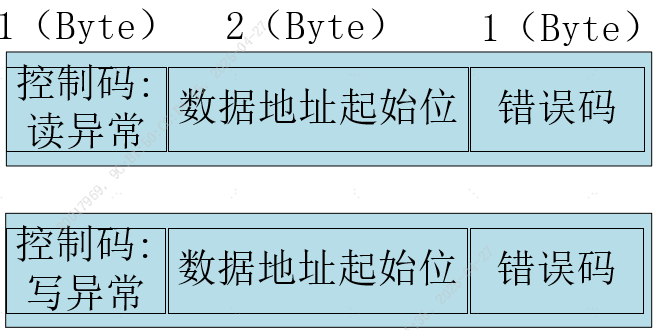 1（Byte） 2（Byte） 1（Byte）
控制码:
读异常
数据地址起始位
错误码
控制码:
写异常
数据地址起始位
错误码